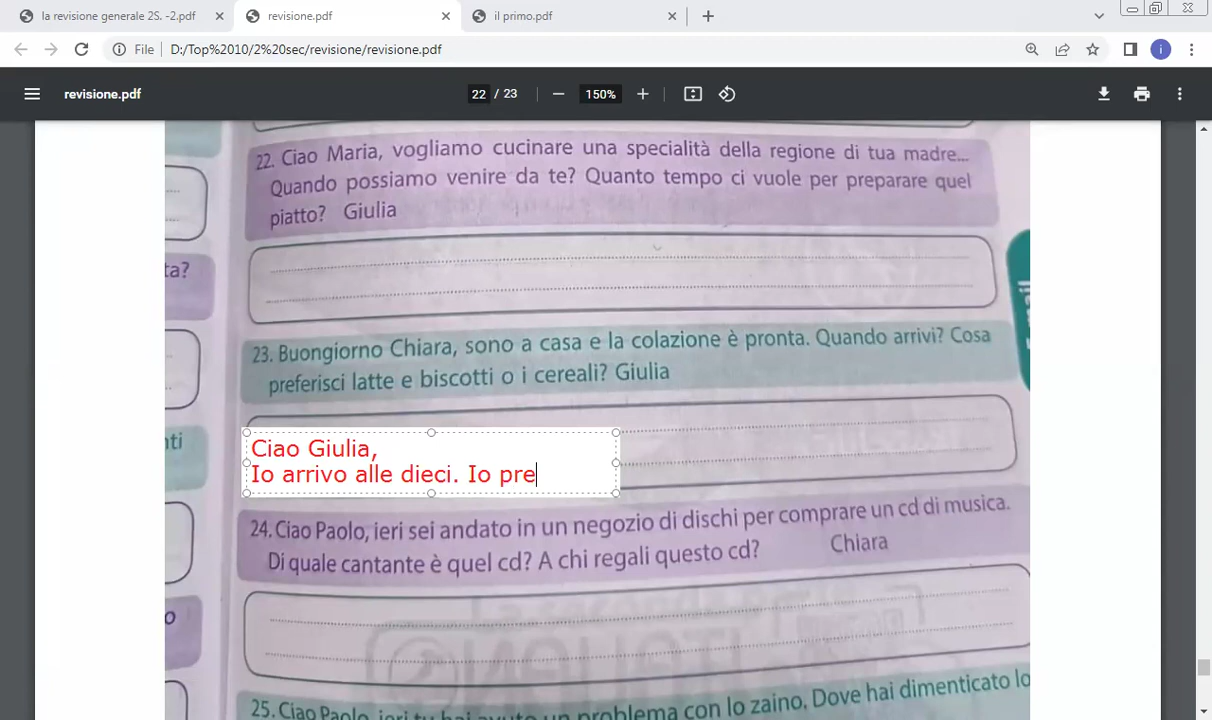 la revisione generale 2S. -2.pdf
revisione.pdf
il primo.pdf
File D:/Top%2010/2%20sec/revisione/revisione.pdf
i
revisione.pdf
22 / 23
150%
22. Ciao Maria, vogliamo cucinare una specialità della regione di tua madre...
Quando possiamo venire da te? Quanto tempo ci vuole per preparare quel
piatto? Giulia
ta?
23. Buongiorno Chiara, sono a casa e la colazione è pronta. Quando arrivi? Cosa
preferisci latte e biscotti o i cereali? Giulia
nti
Ciao Giulia,
Io arrivo alle dieci. Io pre
24. Ciao Paolo, ieri sei andato in un negozio di dischi per comprare un cd di musica.
Di quale cantante è quel cd? A chi regali questo cd? Chiara
o
25. Ciao Paolo, ieri tu hai avuto un problema con lo zaino. Dove hai dimenticato lo